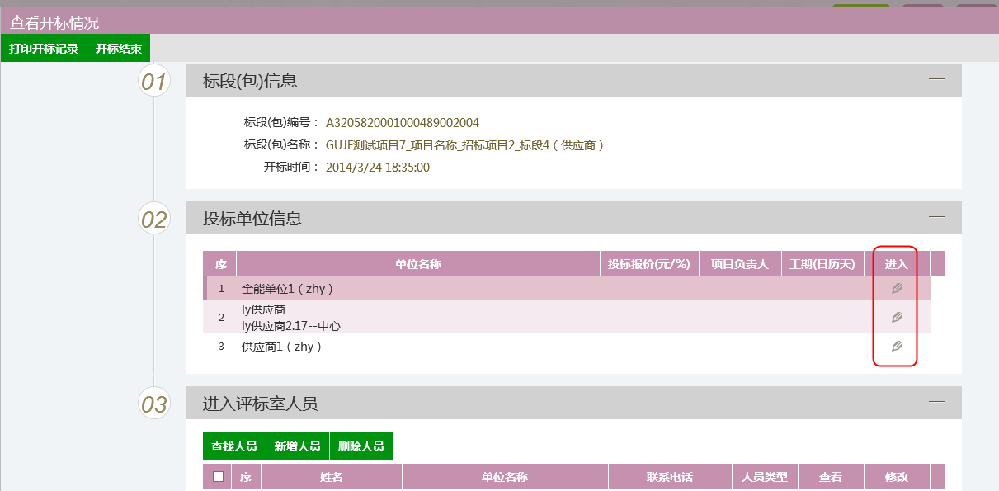 查看开标情况
打印开标记录 开标结束
01 标段(包)信息
标段(包)编号： A3205820001000489002004
标段(包)名称： GUJF测试项目7_项目名称_招标项目2_标段4（供应商）
开标时间： 2014/3/24 18:35:00
02 投标单位信息
序 单位名称 投标报价(元/%) 项目负责人 工期(日历天) 进入
1 全能单位1（zhy）
ly供应商
2
ly供应商2.17--中心
3 供应商1（zhy）
03 进入评标室人员
查找人员 新增人员 删除人员
序 姓名 单位名称 联系电话 人员类型 查看 修改